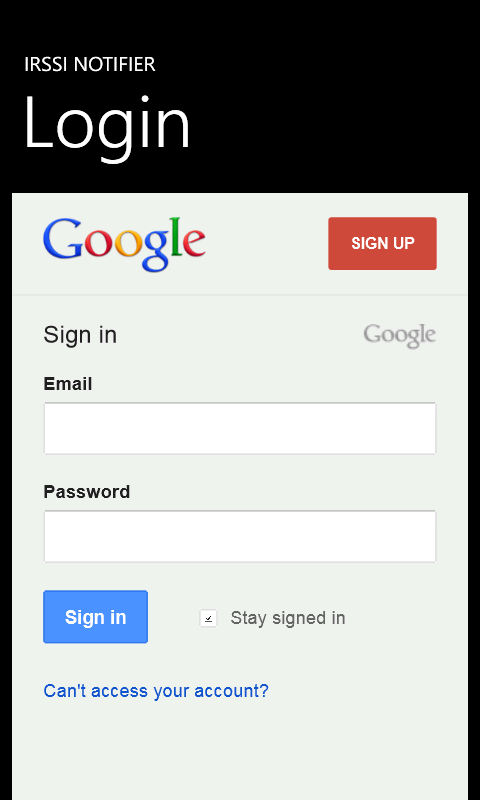 IRSSI NOTIFIER
Login
Google SIGN UP
Sign in Google
Email
Password
Sign in Stay signed in
Can't access your account?